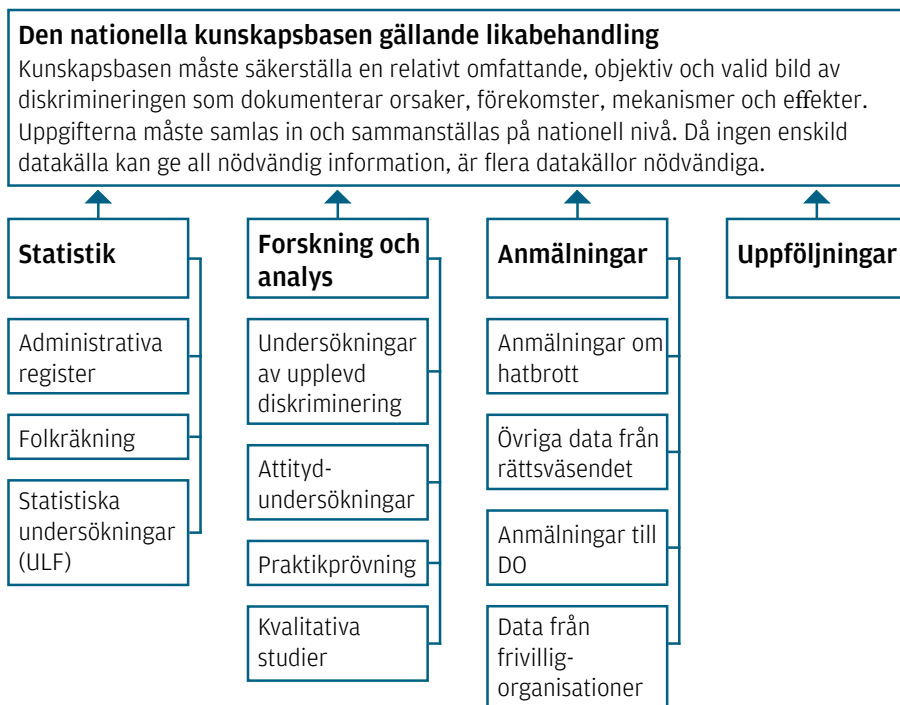 Den nationella kunskapsbasen gällande likabehandling
Kunskapsbasen måste säkerställa en relativt omfattande, objektiv och valid bild av
diskrimineringen som dokumenterar orsaker, förekomster, mekanismer och effekter.
Uppgifterna måste samlas in och sammanställas på nationell nivå. Då ingen enskild
datakälla kan ge all nödvändig information, är flera datakällor nödvändiga.
Statistik
Administrativa
register
Folkräkning
Statistiska
undersökningar
(ULF)
Forskning och
analys
Undersökningar
av upplevd
diskriminering
Attityd-
undersökningar
Praktikprövning
Kvalitativa
studier
Anmälningar
Anmälningar om
hatbrott
Övriga data från
rättsväsendet
Anmälningar till
DO
Data från
frivillig-
organisationer
Uppföljningar